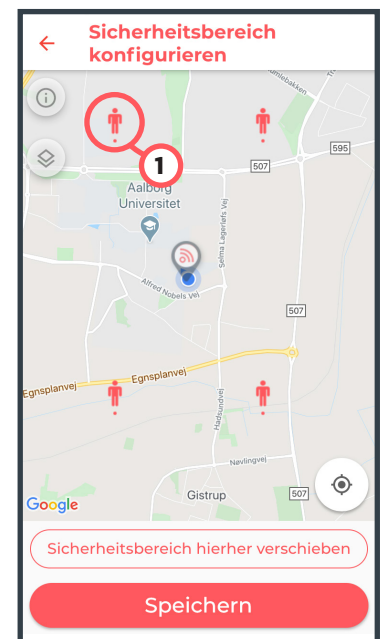 Sicherheitsbereich
konfigurieren
1
595
507
Aalborg
Universitet
Selma Lagerløfs Vej
Alfred Nobels Vej
507
Egnsplanvej
Egnsplanvej
Hadsundvej
Nøvlingvej
Gistrup
507
Google
Sicherheitsbereich hierher verschieben
Speichern